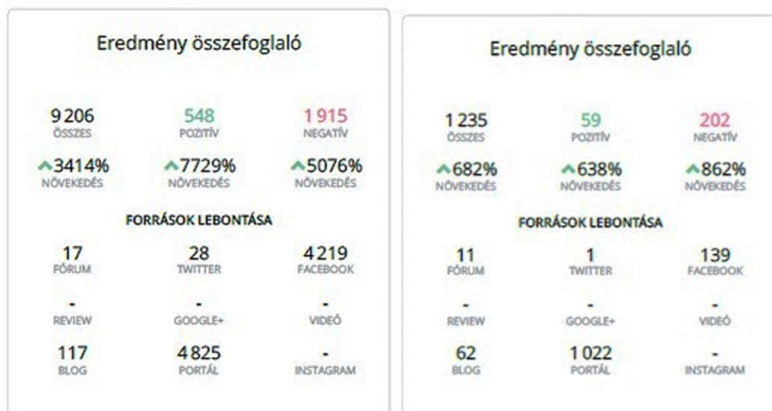 Eredmény összefoglaló
9 206 548 1 915
ÖSSZES POZITÍV NEGATÍV
3414% 7729% 5076%
NÖVEKEDÉS NÖVEKEDÉS NÖVEKEDÉS
FORRÁSOK LEBONTÁSA
17 28 4 219
FÓRUM TWITTER FACEBOOK
- - -
REVIEW GOOGLE+ VIDEÓ
117 4 825 -
BLOG PORTÁL INSTAGRAM
Eredmény összefoglaló
1 235 59 202
ÖSSZES POZITÍV NEGATÍV
682% 638% 862%
NÖVEKEDÉS NÖVEKEDÉS NÖVEKEDÉS
FORRÁSOK LEBONTÁSA
11 1 139
FÓRUM TWITTER FACEBOOK
- - -
REVIEW GOOGLE+ VIDEÓ
62 1 022 -
BLOG PORTÁL INSTAGRAM